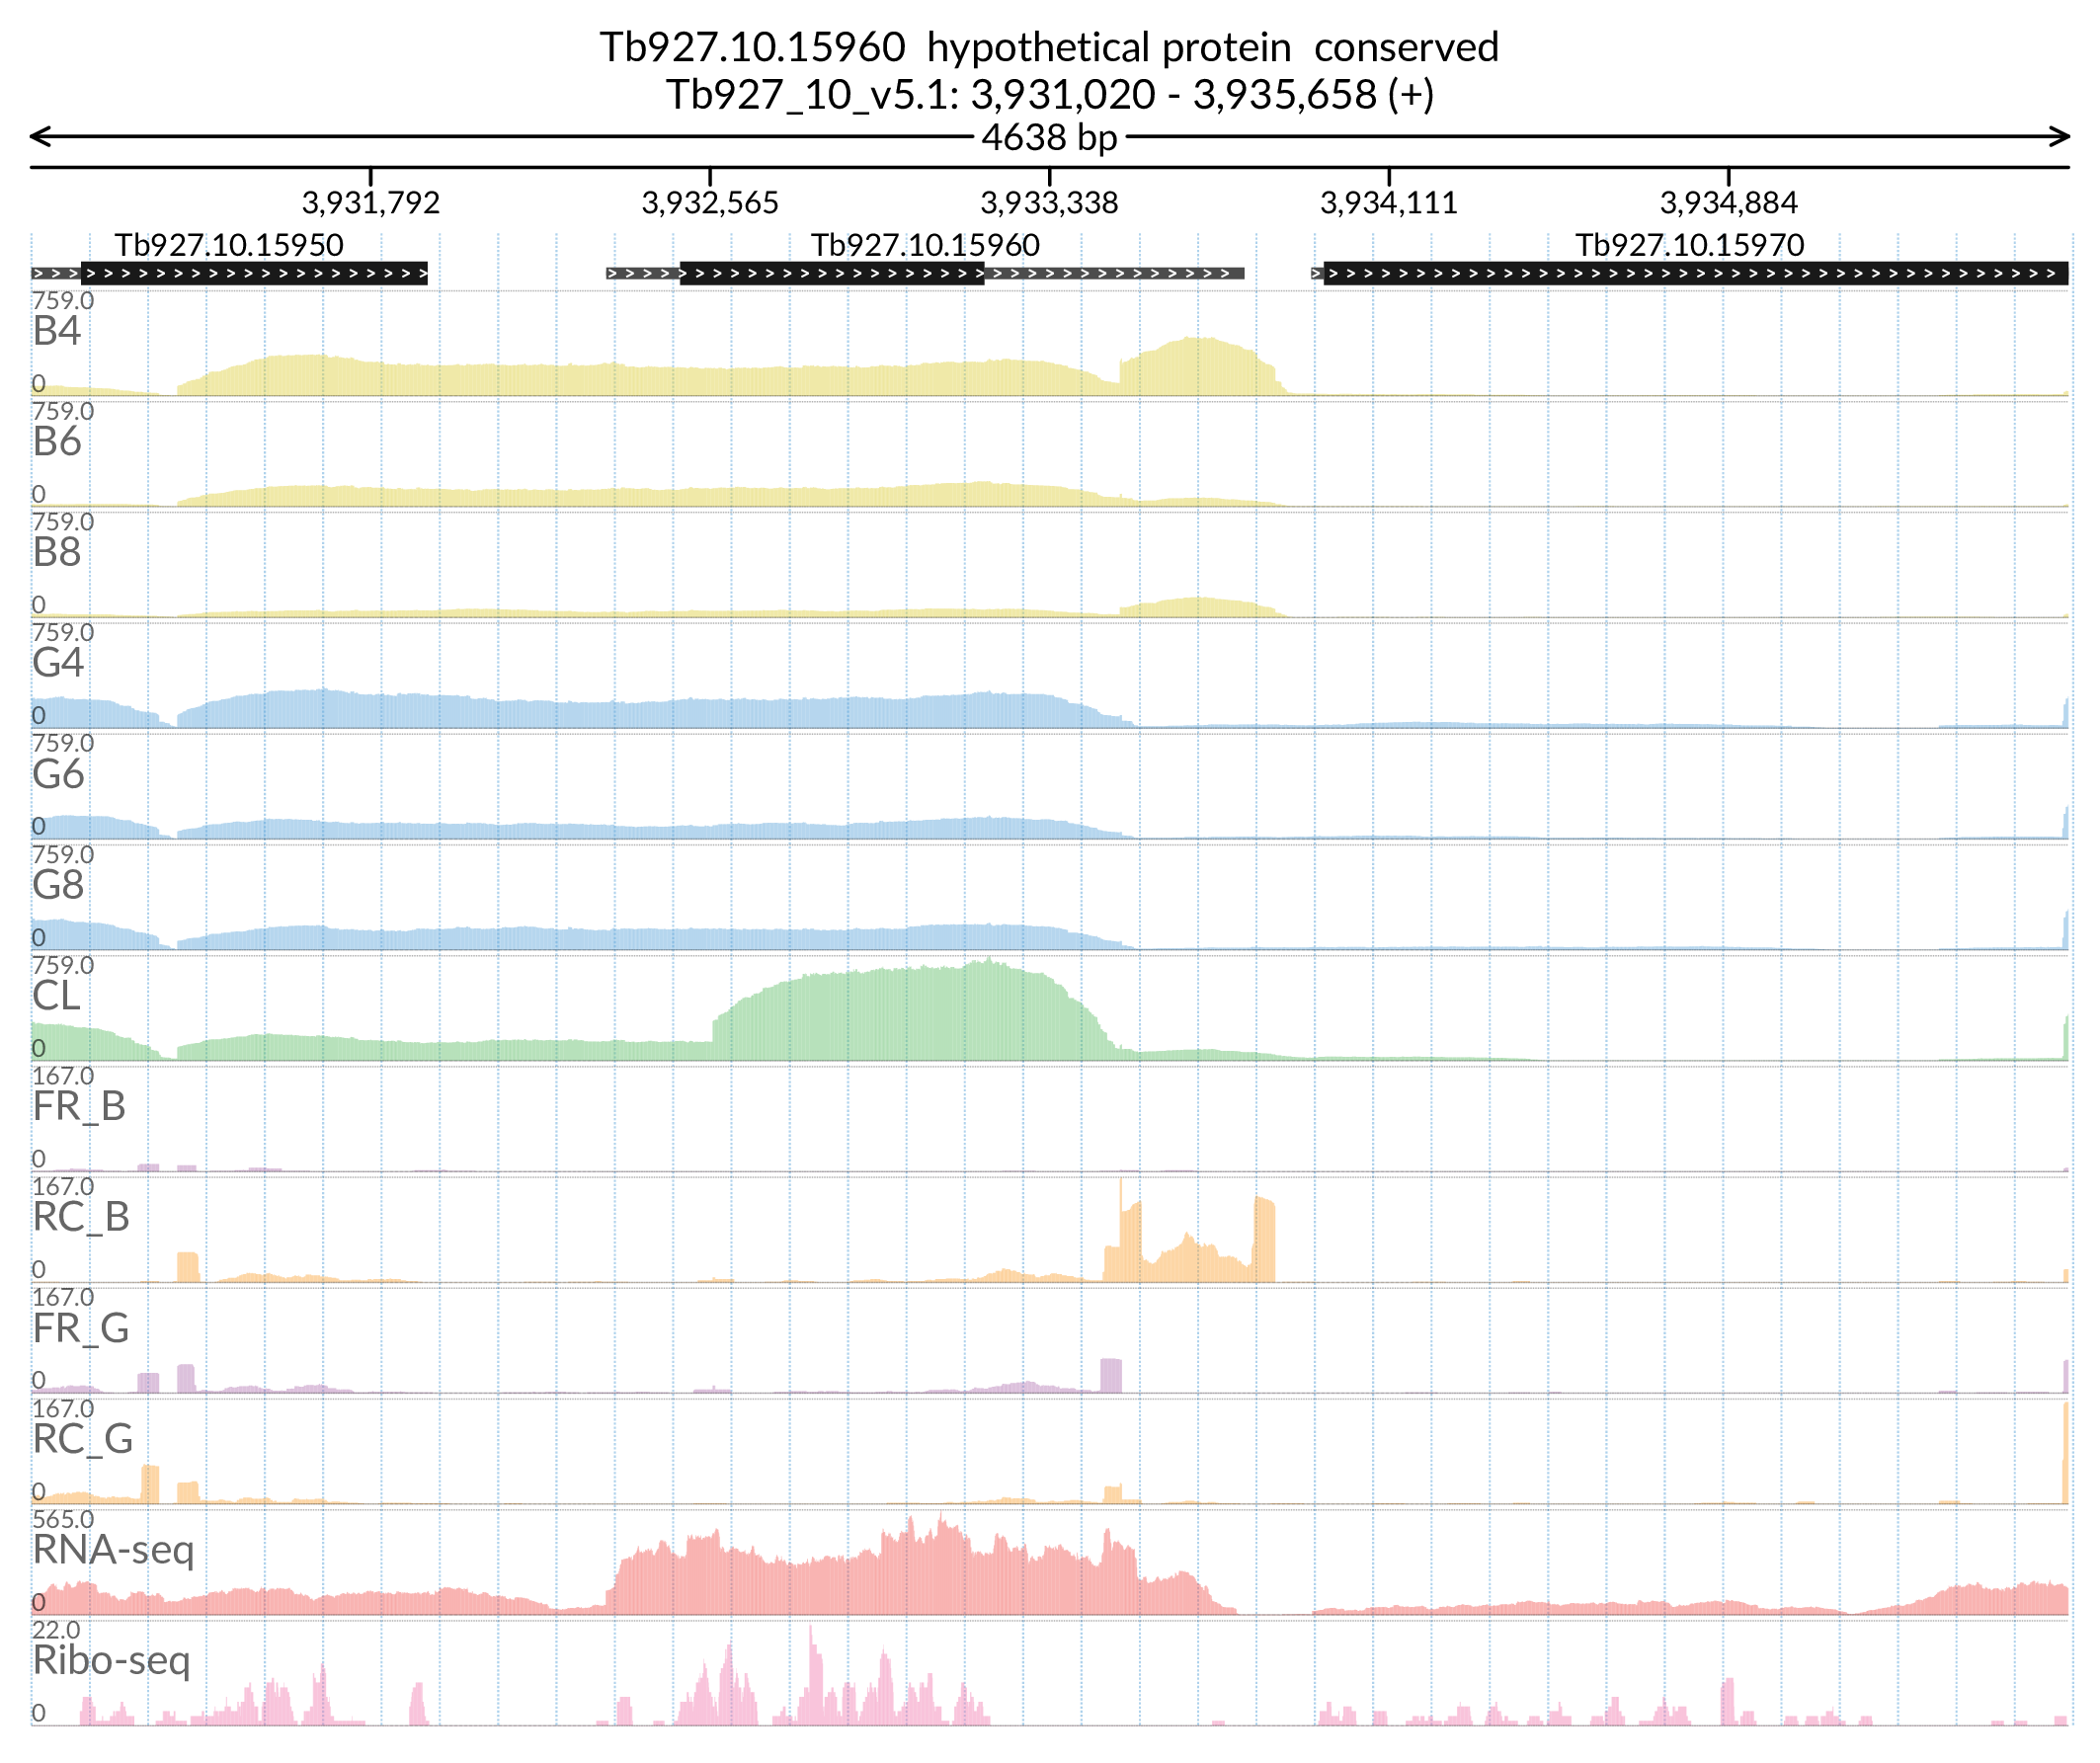 Tb927.10.15960 hypothetical protein conserved
Tb927_10_v5.1: 3,931,020 - 3,935,658 (+)
4638 bp
3,931,792 3,932,565 3,933,338 3,934,111 3,934,884
Tb927.10.15950 Tb927.10.15960 Tb927.10.15970
759.0
B4
0
759.0
B6
0
759.0
B8
0
759.0
G4
0
759.0
G6
0
759.0
G8
0
759.0
CL
0
167.0
FR_B
0
167.0
RC_B
0
167.0
FR_G
0
167.0
RC_G
0
565.0
RNA-seq
0
22.0
Ribo-seq
0